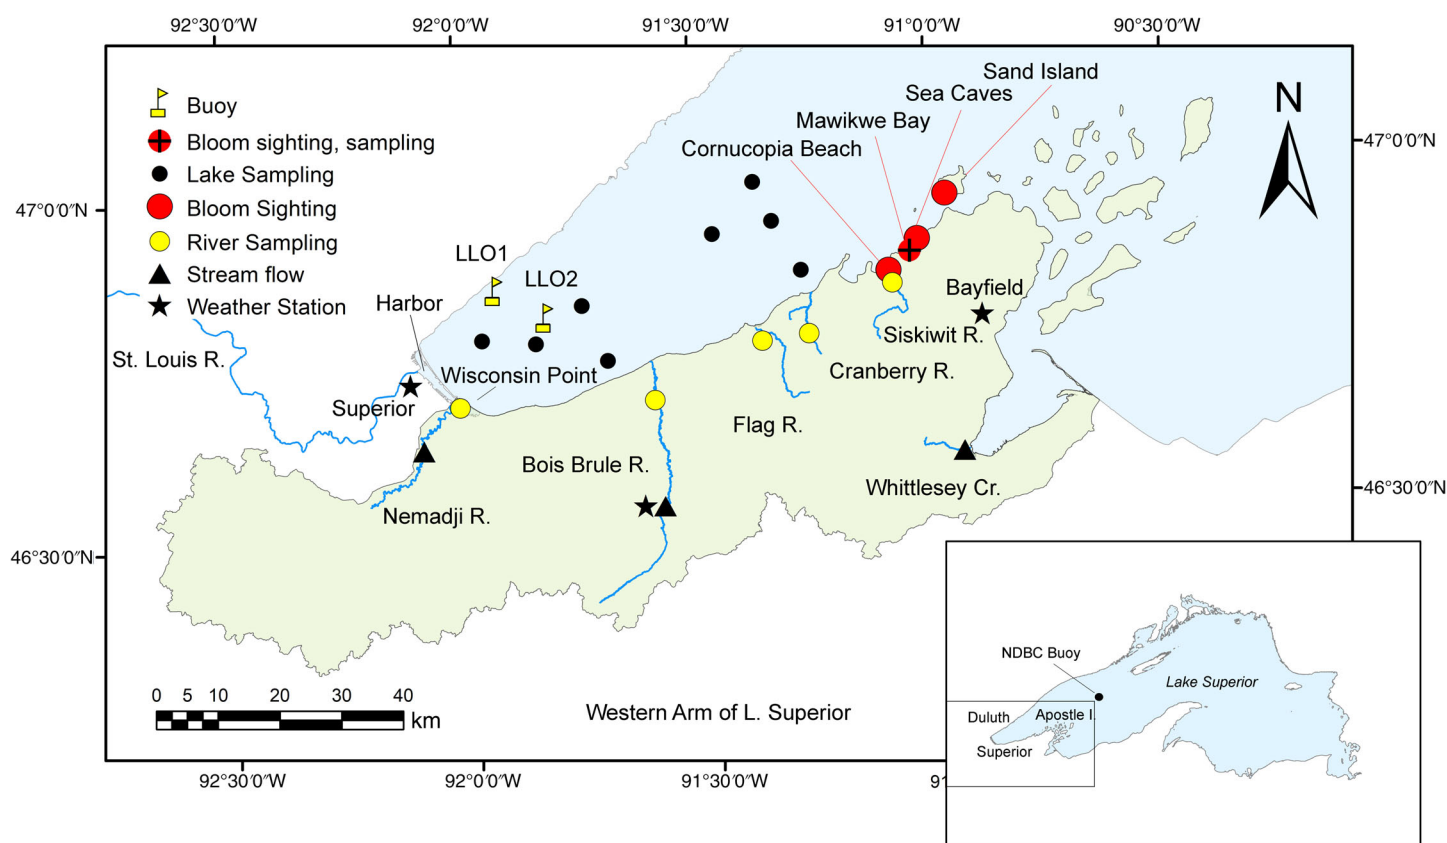 92°30′0″W
92°0′0″W
91°30′0″W
91°0′0″W
90°30′0″W
Sand Island
Sea Caves
Mawikwe Bay
Cornucopia Beach
N
Buoy
Bloom sighting, sampling
Lake Sampling
Bloom Sighting
River Sampling
Stream flow
Weather Station
47°0′0″N
47°0′0″N
LLO1
LLO2
Harbor
Bayfield
St. Louis R.
Siskiwit R.
Wisconsin Point
Cranberry R.
Superior
Flag R.
Bois Brule R.
Whittlesey Cr.
46°30′0″N
Nemadji R.
46°30′0″N
0 5 10 20 30 40
km
Western Arm of L. Superior
92°30′0″W
92°0′0″W
91°30′0″W
NDBC Buoy
Lake Superior
Duluth
Apostle I.
Superior